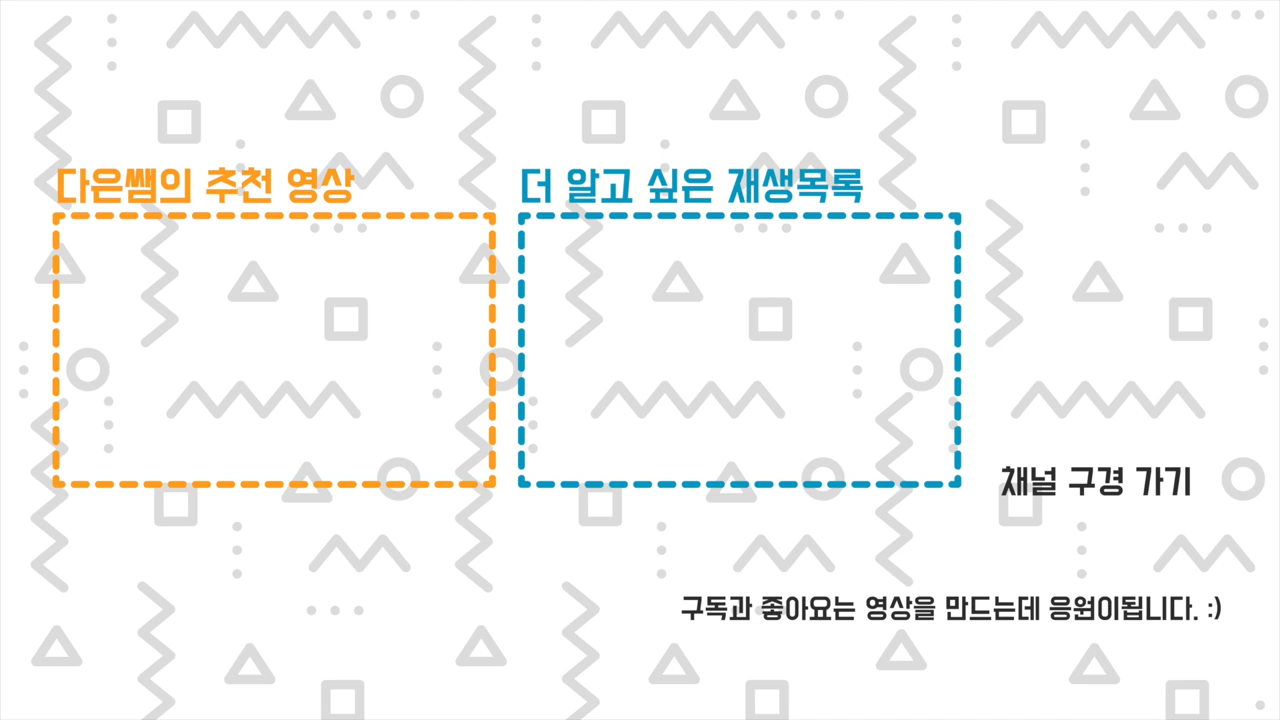 다은쌤의 추천 영상
더 알고 싶은 재생목록
채널 구경 가기
구독과 좋아요는 영상을 만드는데 응원이됩니다. :)